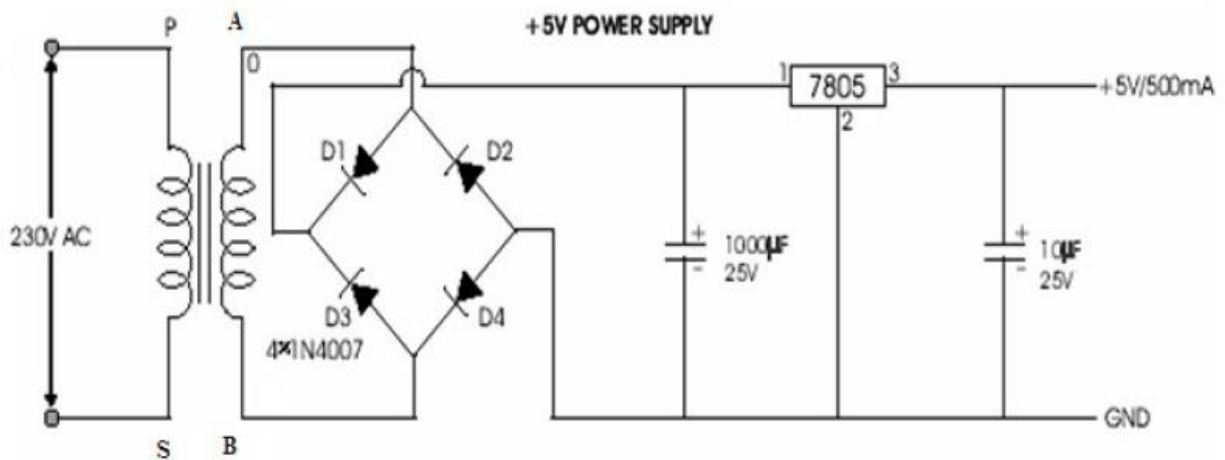 P
A
+5V POWER SUPPLY
0
1
7805
3
+5V/500mA
2
D1
D2
230V AC
+
1000µF
-
25V
+
10µF
-
25V
D3
D4
4×1N4007
GND
S
B